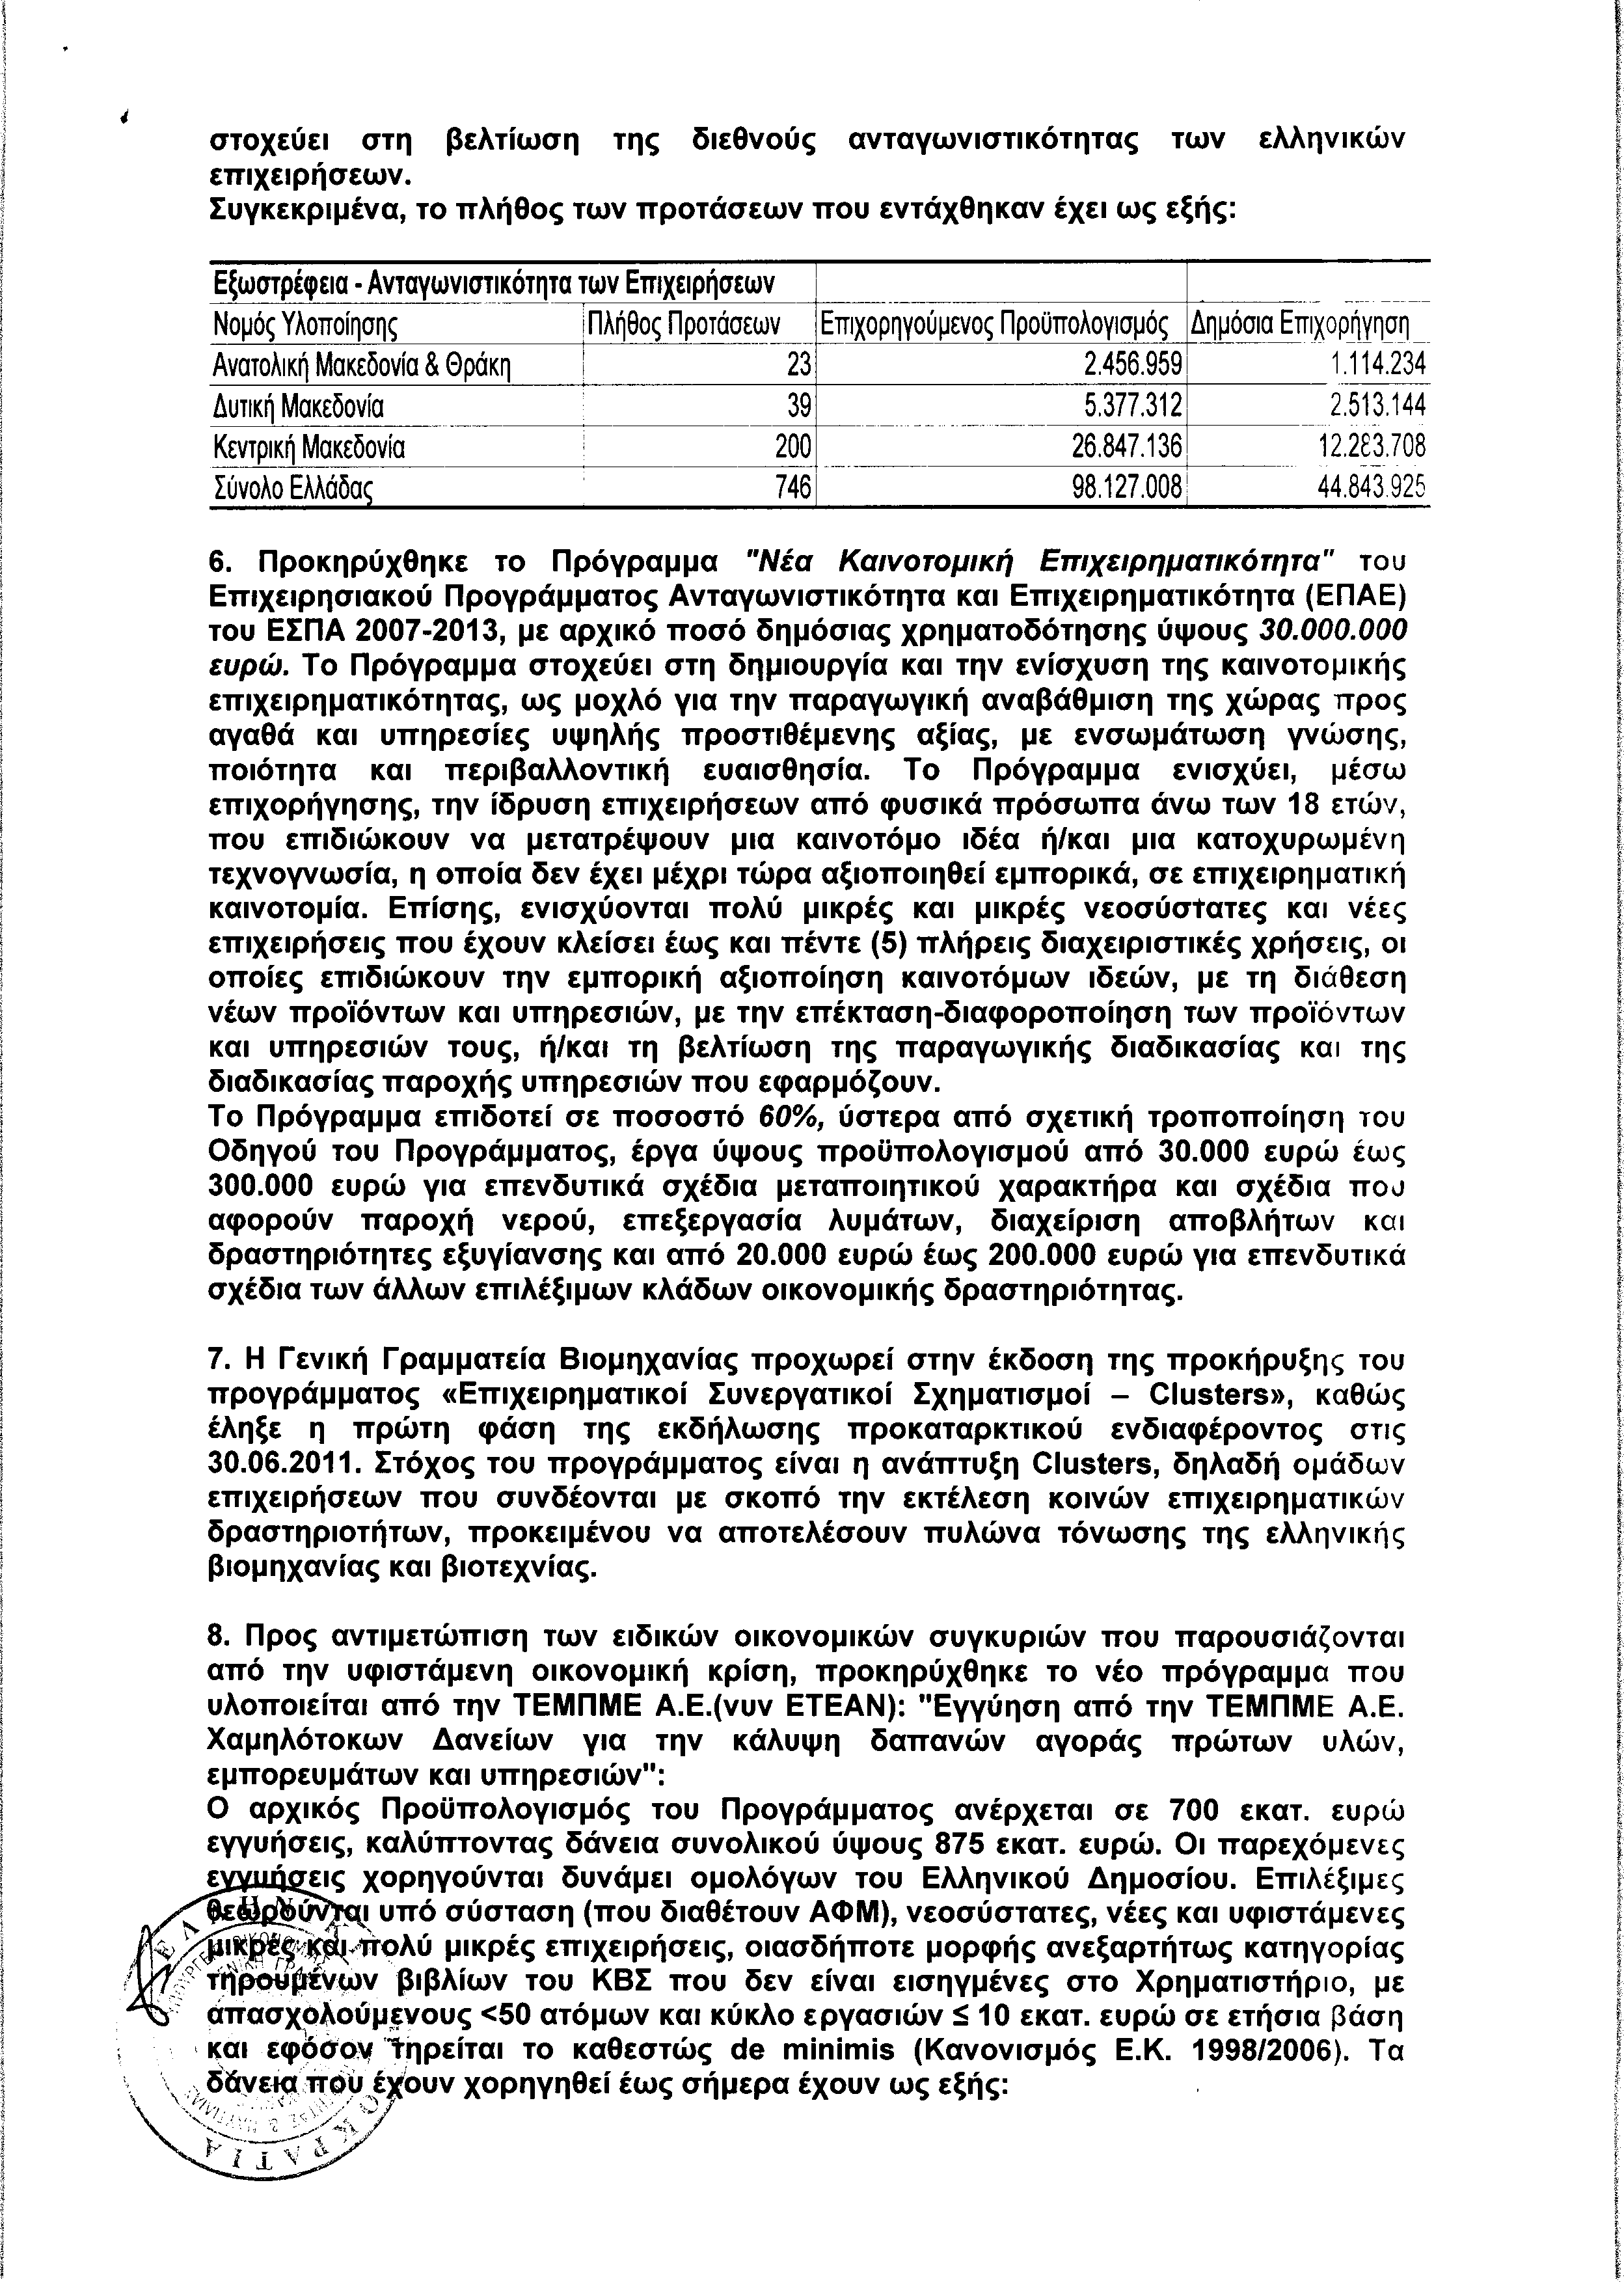 στοχεύει στη βελτίωση της διεθνούς ανταγωνιστικότητας των ελληνικών
επιχειρήσεων.
Συγκεκριμένα, το πλήθος των προτάσεων που εντάχθηκαν έχει ως εξής:
Εξωστρέφεια - Ανταγωνιστικότητα των Επιχειρήσεων
Νομός Υλοποίησης Πλήθος Προτάσεων Επιχορηγούμενος Προϋπολογισμός Δημόσια Επιχορήγηση
Ανατολική Μακεδονία & Θράκη 23 2.456.959 1.114.234
Δυτική Μακεδονία 39 5.377.312 2.513.144
Κεντρική Μακεδονία 200 26.847.136 12.283.708
Σύνολο Ελλάδας 746 98.127.008 44.843.925
6. Προκηρύχθηκε το Πρόγραμμα "Νέα Καινοτομική Επιχειρηματικότητα" του
Επιχειρησιακού Προγράμματος Ανταγωνιστικότητα και Επιχειρηματικότητα (ΕΠΑΕ)
του ΕΣΠΑ 2007-2013, με αρχικό ποσό δημόσιας χρηματοδότησης ύψους 30.000.000
ευρώ. Το Πρόγραμμα στοχεύει στη δημιουργία και την ενίσχυση της καινοτομικής
επιχειρηματικότητας, ως μοχλό για την παραγωγική αναβάθμιση της χώρας προς
αγαθά και υπηρεσίες υψηλής προστιθέμενης αξίας, με ενσωμάτωση γνώσης,
ποιότητα και περιβαλλοντική ευαισθησία. Το Πρόγραμμα ενισχύει, μέσω
επιχορήγησης, την ίδρυση επιχειρήσεων από φυσικά πρόσωπα άνω των 18 ετών,
που επιδιώκουν να μετατρέψουν μια καινοτόμο ιδέα ή/και μια κατοχυρωμένη
τεχνογνωσία, η οποία δεν έχει μέχρι τώρα αξιοποιηθεί εμπορικά, σε επιχειρηματική
καινοτομία. Επίσης, ενισχύονται πολύ μικρές και μικρές νεοσύστατες και νέες
επιχειρήσεις που έχουν κλείσει έως και πέντε (5) πλήρεις διαχειριστικές χρήσεις, οι
οποίες επιδιώκουν την εμπορική αξιοποίηση καινοτόμων ιδεών, με τη διάθεση
νέων προϊόντων και υπηρεσιών, με την επέκταση-διαφοροποίηση των προϊόντων
και υπηρεσιών τους, ή/και τη βελτίωση της παραγωγικής διαδικασίας και της
διαδικασίας παροχής υπηρεσιών που εφαρμόζουν.
Το Πρόγραμμα επιδοτεί σε ποσοστό 60%, ύστερα από σχετική τροποποίηση του
Οδηγού του Προγράμματος, έργα ύψους προϋπολογισμού από 30.000 ευρώ έως
300.000 ευρώ για επενδυτικά σχέδια μεταποιητικού χαρακτήρα και σχέδια που
αφορούν παροχή νερού, επεξεργασία λυμάτων, διαχείριση αποβλήτων και
δραστηριότητες εξυγίανσης και από 20.000 ευρώ έως 200.000 ευρώ για επενδυτικά
σχέδια των άλλων επιλέξιμων κλάδων οικονομικής δραστηριότητας.
7. Η Γενική Γραμματεία Βιομηχανίας προχωρεί στην έκδοση της προκήρυξης του
προγράμματος «Επιχειρηματικοί Συνεργατικοί Σχηματισμοί – Clusters», καθώς
έληξε η πρώτη φάση της εκδήλωσης προκαταρκτικού ενδιαφέροντος στις
30.06.2011. Στόχος του προγράμματος είναι η ανάπτυξη Clusters, δηλαδή ομάδων
επιχειρήσεων που συνδέονται με σκοπό την εκτέλεση κοινών επιχειρηματικών
δραστηριοτήτων, προκειμένου να αποτελέσουν πυλώνα τόνωσης της ελληνικής
βιομηχανίας και βιοτεχνίας.
8. Προς αντιμετώπιση των ειδικών οικονομικών συγκυριών που παρουσιάζονται
από την υφιστάμενη οικονομική κρίση, προκηρύχθηκε το νέο πρόγραμμα που
υλοποιείται από την ΤΕΜΠΜΕ Α.Ε.(νυν ΕΤΕΑΝ): "Εγγύηση από την ΤΕΜΠΜΕ Α.Ε.
Χαμηλότοκων Δανείων για την κάλυψη δαπανών αγοράς πρώτων υλών,
εμπορευμάτων και υπηρεσιών":
Ο αρχικός Προϋπολογισμός του Προγράμματος ανέρχεται σε 700 εκατ. ευρώ
εγγυήσεις, καλύπτοντας δάνεια συνολικού ύψους 875 εκατ. ευρώ. Οι παρεχόμενες
εγγυήσεις χορηγούνται δυνάμει ομολόγων του Ελληνικού Δημοσίου. Επιλέξιμες
θεωρούνται υπό σύσταση (που διαθέτουν ΑΦΜ), νεοσύστατες, νέες και υφιστάμενες
μικρές και πολύ μικρές επιχειρήσεις, οιασδήποτε μορφής ανεξαρτήτως κατηγορίας
τηρουμένων βιβλίων του ΚΒΣ που δεν είναι εισηγμένες στο Χρηματιστήριο, με
απασχολούμενους <50 ατόμων και κύκλο εργασιών ≤ 10 εκατ. ευρώ σε ετήσια βάση
και εφόσον τηρείται το καθεστώς de minimis (Κανονισμός Ε.Κ. 1998/2006). Τα
δάνεια που έχουν χορηγηθεί έως σήμερα έχουν ως εξής: